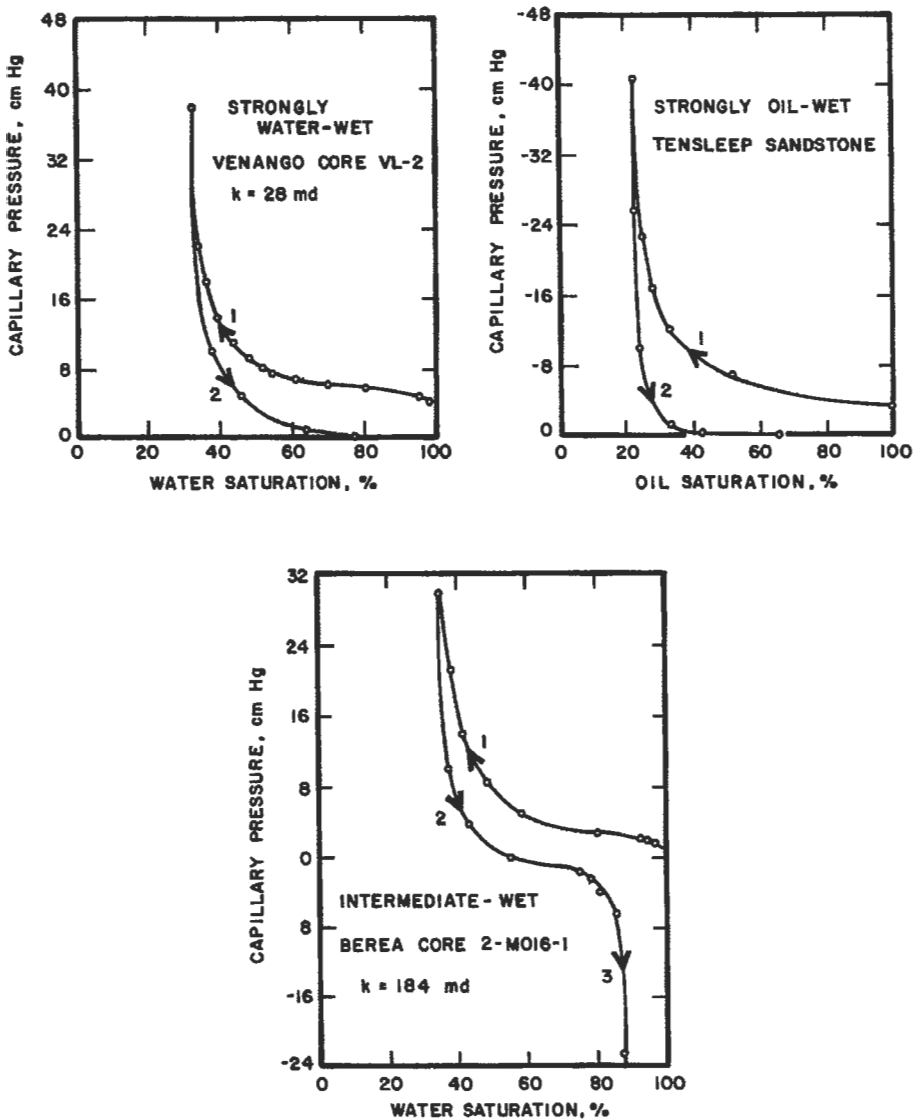 48
40
32
24
16
8
0
CAPILLARY PRESSURE, cm Hg
STRONGLY
WATER-WET
VENANGO CORE VL-2
k = 28 md
1
2
0 20 40 60 80 100
WATER SATURATION, %
-48
-40
-32
-24
-16
-8
0
CAPILLARY PRESSURE, cm Hg
STRONGLY OIL-WET
TENSLEEP SANDSTONE
1
2
0 20 40 60 80 100
OIL SATURATION, %
32
24
16
8
0
8
-16
-24
CAPILLARY PRESSURE, cm Hg
1
2
INTERMEDIATE-WET
BEREA CORE 2-MO16-1
k = 184 md
3
0 20 40 60 80 100
WATER SATURATION, %